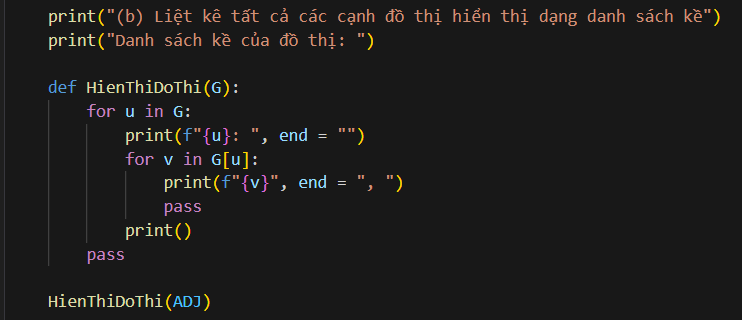 print("(b) Liệt kê tất cả các cạnh đồ thị hiển thị dạng danh sách kề")
print("Danh sách kề của đồ thị: ")
def HienThiDoThi(G):
for u in G:
print(f"{u}: ", end = "")
for v in G[u]:
print(f"{v}", end = ", ")
pass
print()
pass
HienThiDoThi(ADJ)